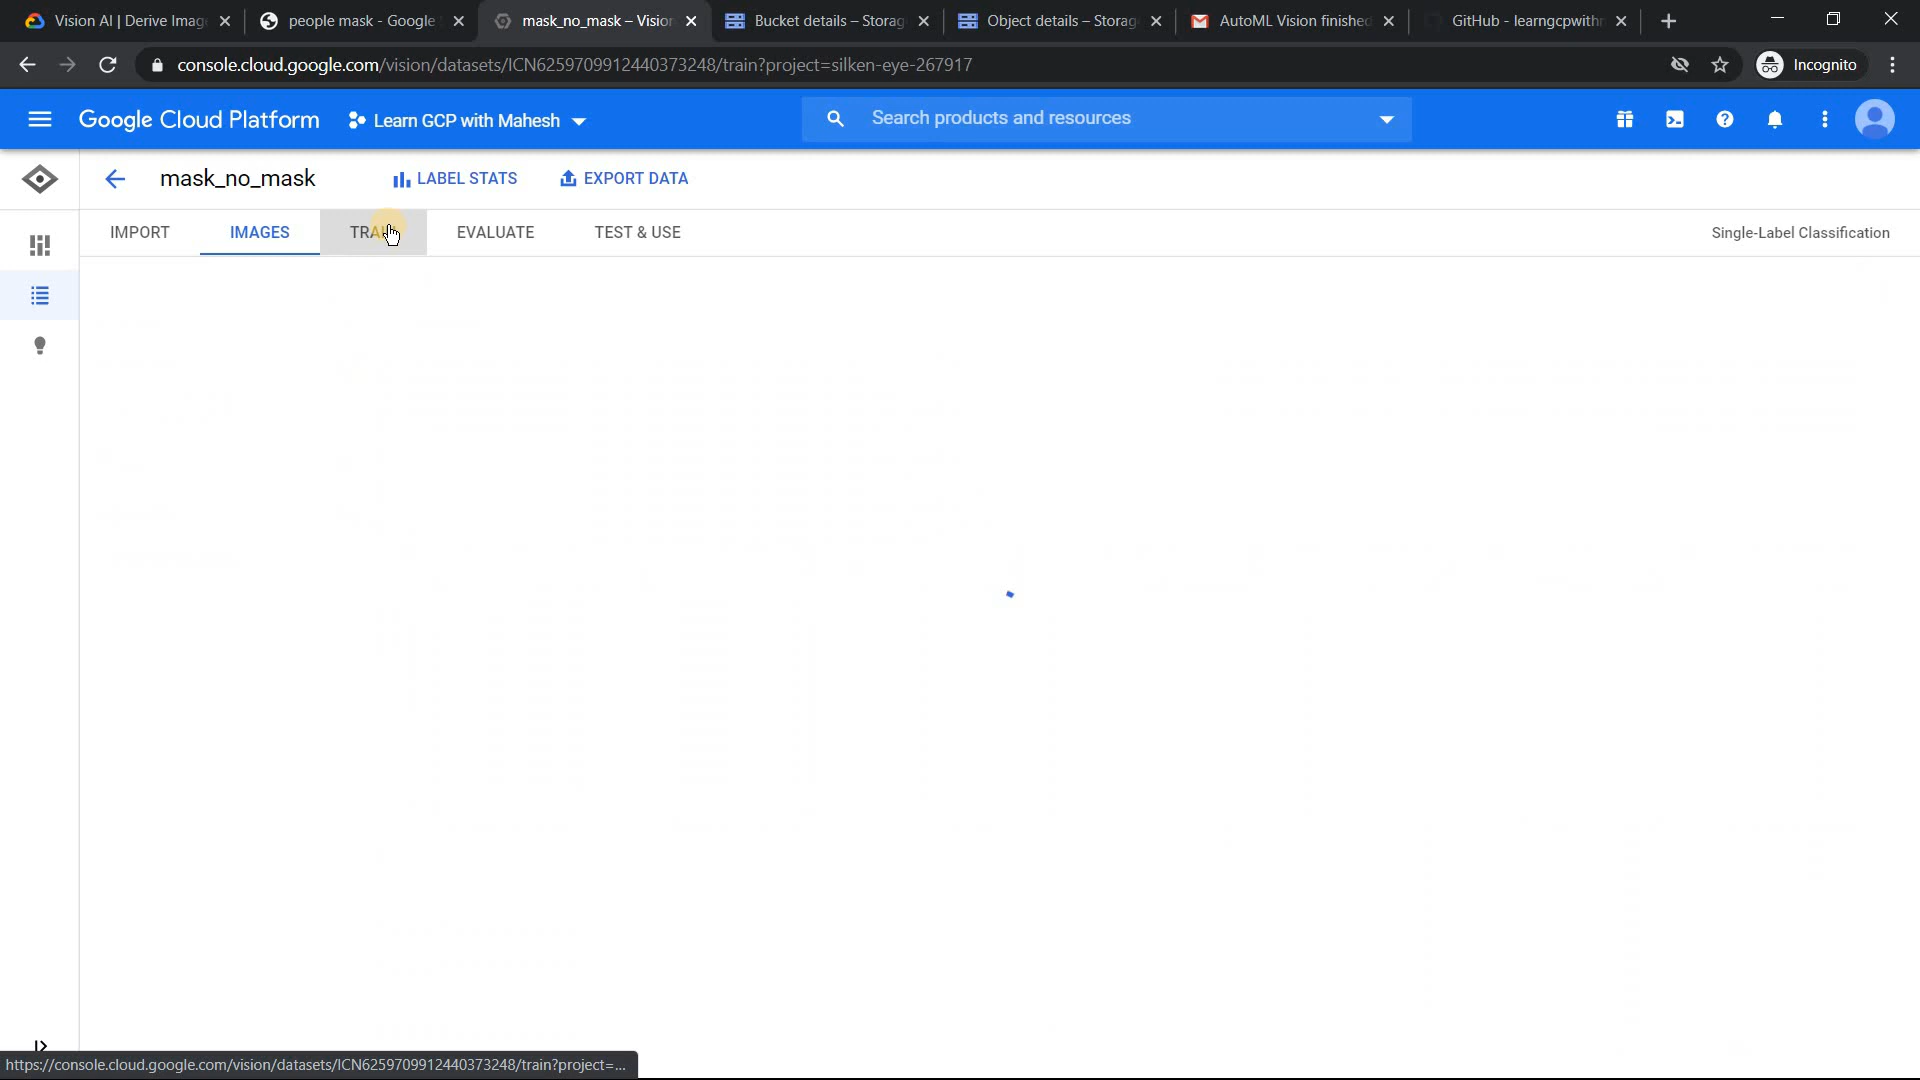 Vision AI | Derive Image
people mask - Google
mask_no_mask – Vision
Bucket details – Storag
Object details – Storag
AutoML Vision finished
GitHub - learngcpwith
console.cloud.google.com/vision/datasets/ICN6259709912440373248/train?project=silken-eye-267917
Incognito
Google Cloud Platform
Learn GCP with Mahesh
Search products and resources
mask_no_mask
LABEL STATS
EXPORT DATA
IMPORT
IMAGES
TRAIN
EVALUATE
TEST & USE
Single-Label Classification
https://console.cloud.google.com/vision/datasets/ICN6259709912440373248/train?project=...